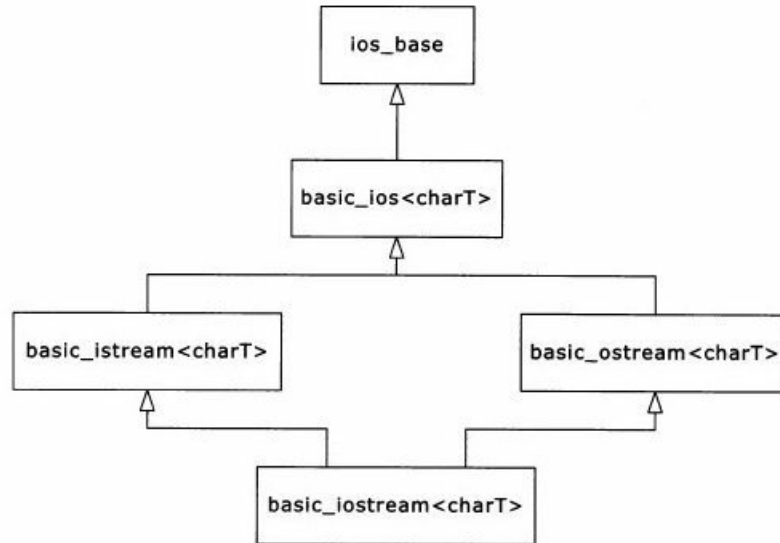 ios_base
basic_ios<charT>
basic_istream<charT>
basic_ostream<charT>
basic_iostream<charT>